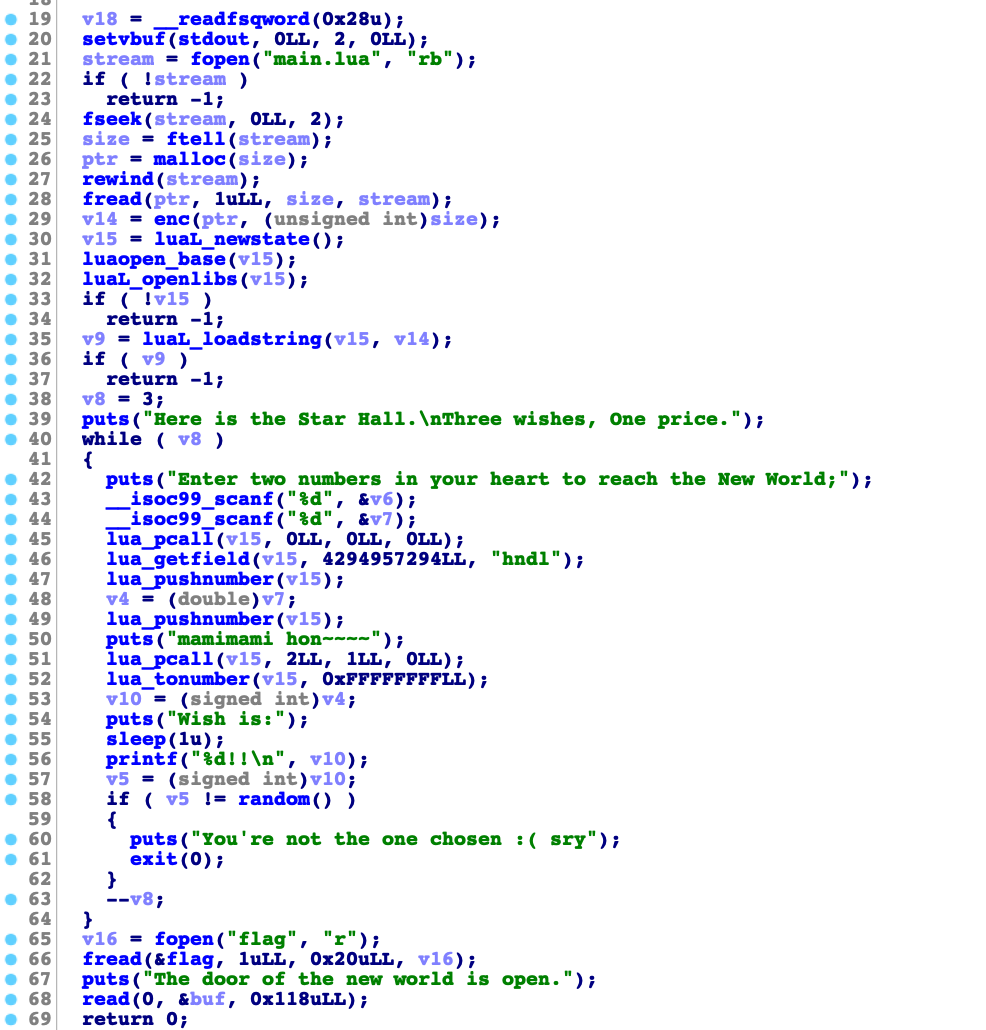 18
19 v18 = __readfsqword(0x28u);
20 setvbuf(stdout, 0LL, 2, 0LL);
21 stream = fopen("main.lua", "rb");
22 if ( !stream )
23 return -1;
24 fseek(stream, 0LL, 2);
25 size = ftell(stream);
26 ptr = malloc(size);
27 rewind(stream);
28 fread(ptr, 1uLL, size, stream);
29 v14 = enc(ptr, (unsigned int)size);
30 v15 = luaL_newstate();
31 luaopen_base(v15);
32 luaL_openlibs(v15);
33 if ( !v15 )
34 return -1;
35 v9 = luaL_loadstring(v15, v14);
36 if ( v9 )
37 return -1;
38 v8 = 3;
39 puts("Here is the Star Hall.\nThree wishes, One price.");
40 while ( v8 )
41 {
42 puts("Enter two numbers in your heart to reach the New World;");
43 __isoc99_scanf("%d", &v6);
44 __isoc99_scanf("%d", &v7);
45 lua_pcall(v15, 0LL, 0LL, 0LL);
46 lua_getfield(v15, 4294957294LL, "hndl");
47 lua_pushnumber(v15);
48 v4 = (double)v7;
49 lua_pushnumber(v15);
50 puts("mamimami hon~~~~");
51 lua_pcall(v15, 2LL, 1LL, 0LL);
52 lua_tonumber(v15, 0xFFFFFFFFLL);
53 v10 = (signed int)v4;
54 puts("Wish is:");
55 sleep(1u);
56 printf("%d!!\n", v10);
57 v5 = (signed int)v10;
58 if ( v5 != random() )
59 {
60 puts("You're not the one chosen :( sry");
61 exit(0);
62 }
63 --v8;
64 }
65 v16 = fopen("flag", "r");
66 fread(&flag, 1uLL, 0x20uLL, v16);
67 puts("The door of the new world is open.");
68 read(0, &buf, 0x118uLL);
69 return 0;